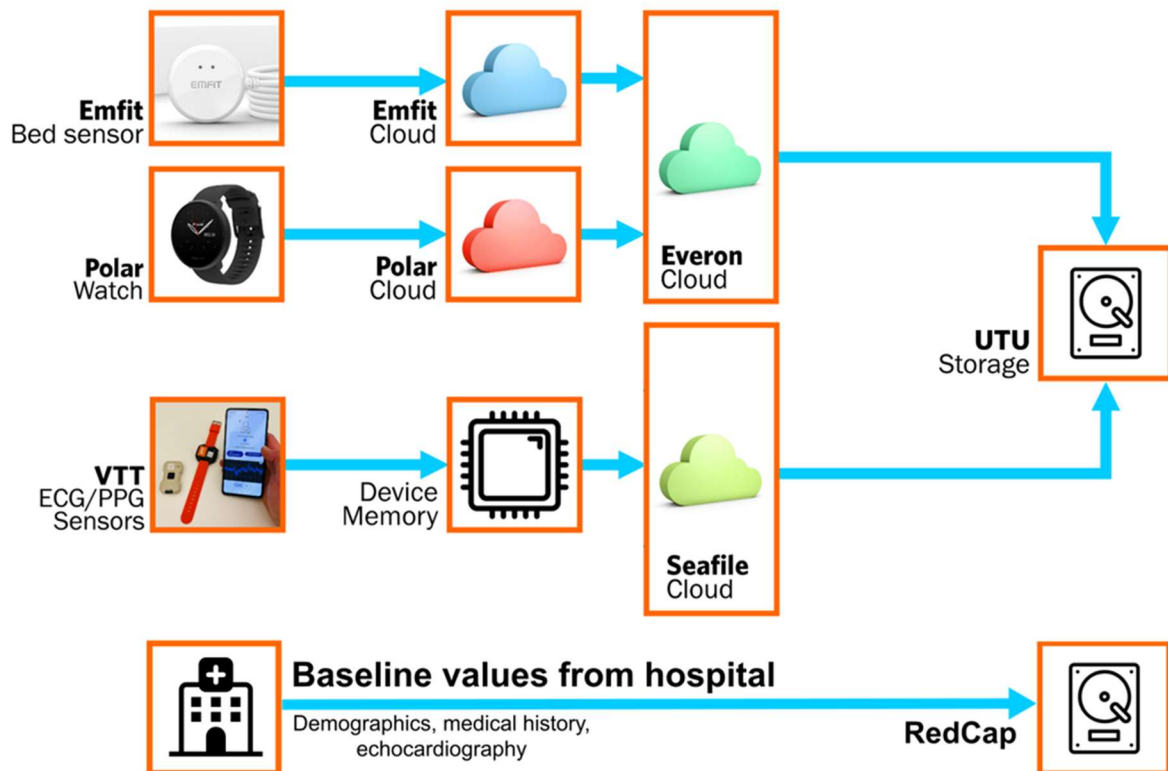 EMFIT
Emfit
Bed sensor
Emfit
Cloud
Polar
Watch
Polar
Cloud
Everon
Cloud
UTU
Storage
VTT
ECG/PPG
Sensors
Device
Memory
Seafile
Cloud
Baseline values from hospital
Demographics, medical history,
echocardiography
RedCap